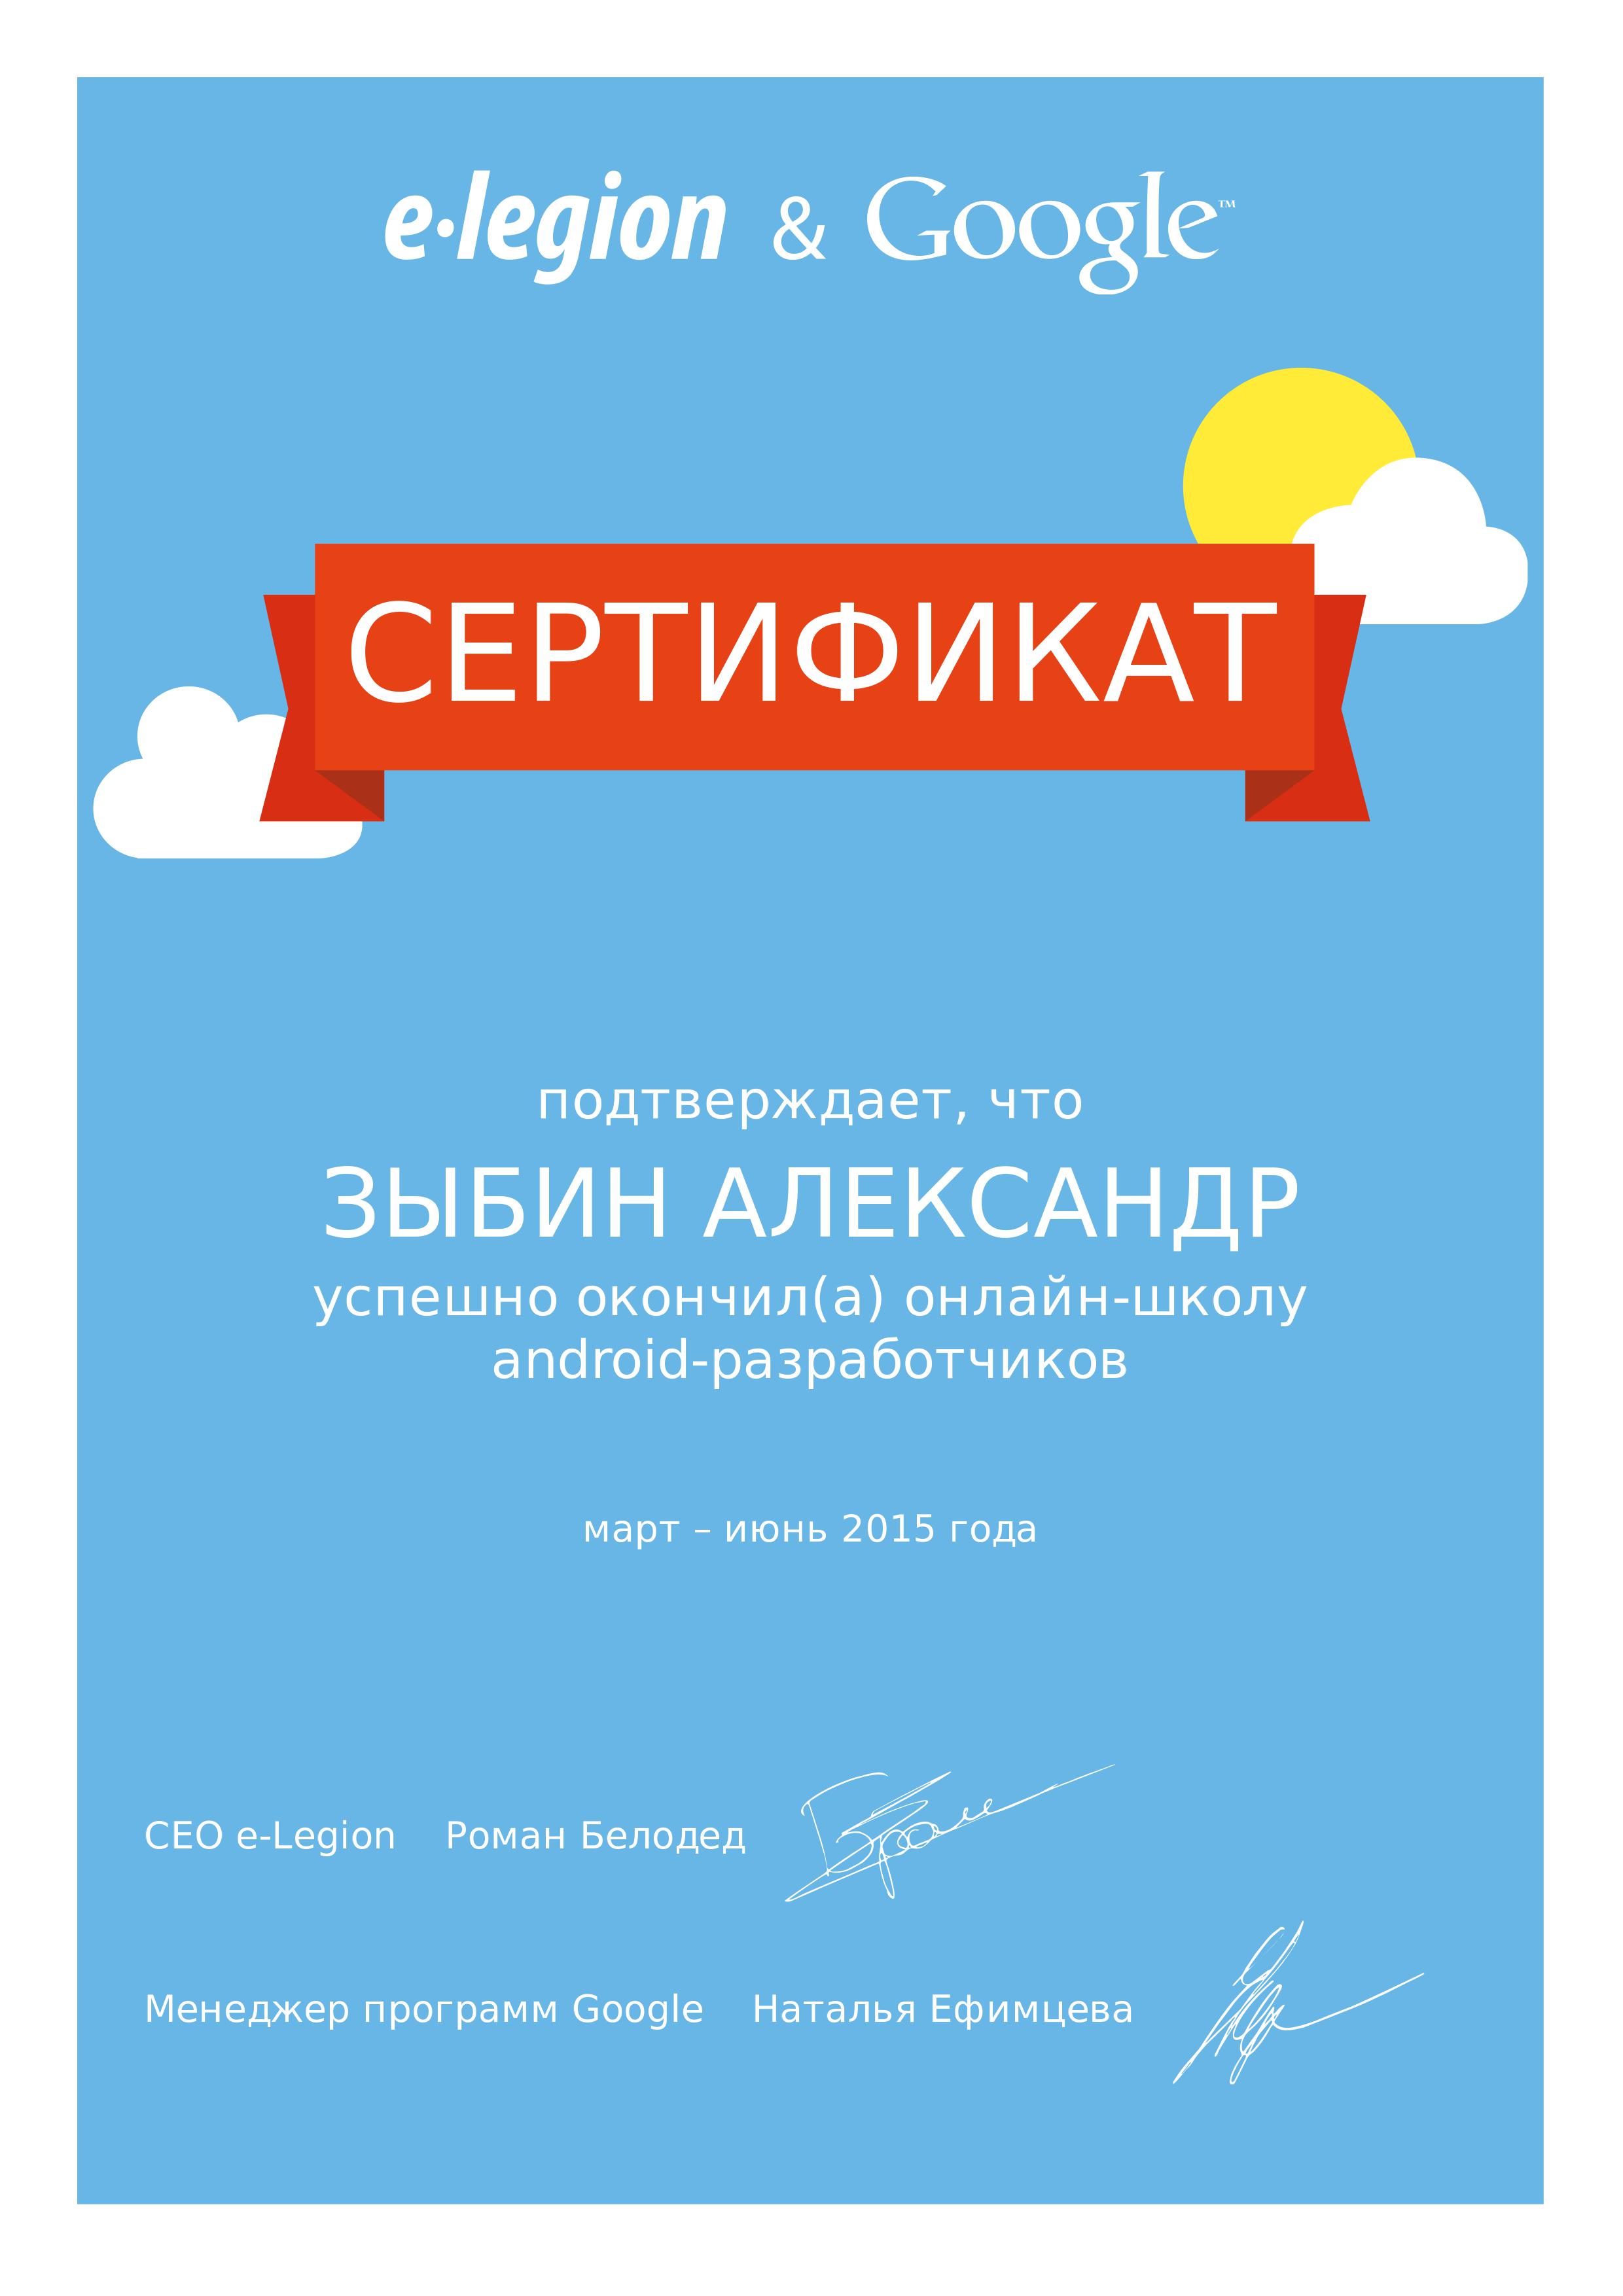 e·legion & Google™
СЕРТИФИКАТ
подтверждает, что
ЗЫБИН АЛЕКСАНДР
успешно окончил(а) онлайн-школу
android-разработчиков
март – июнь 2015 года
CEO e-Legion Роман Белодед
Менеджер программ Google Наталья Ефимцева